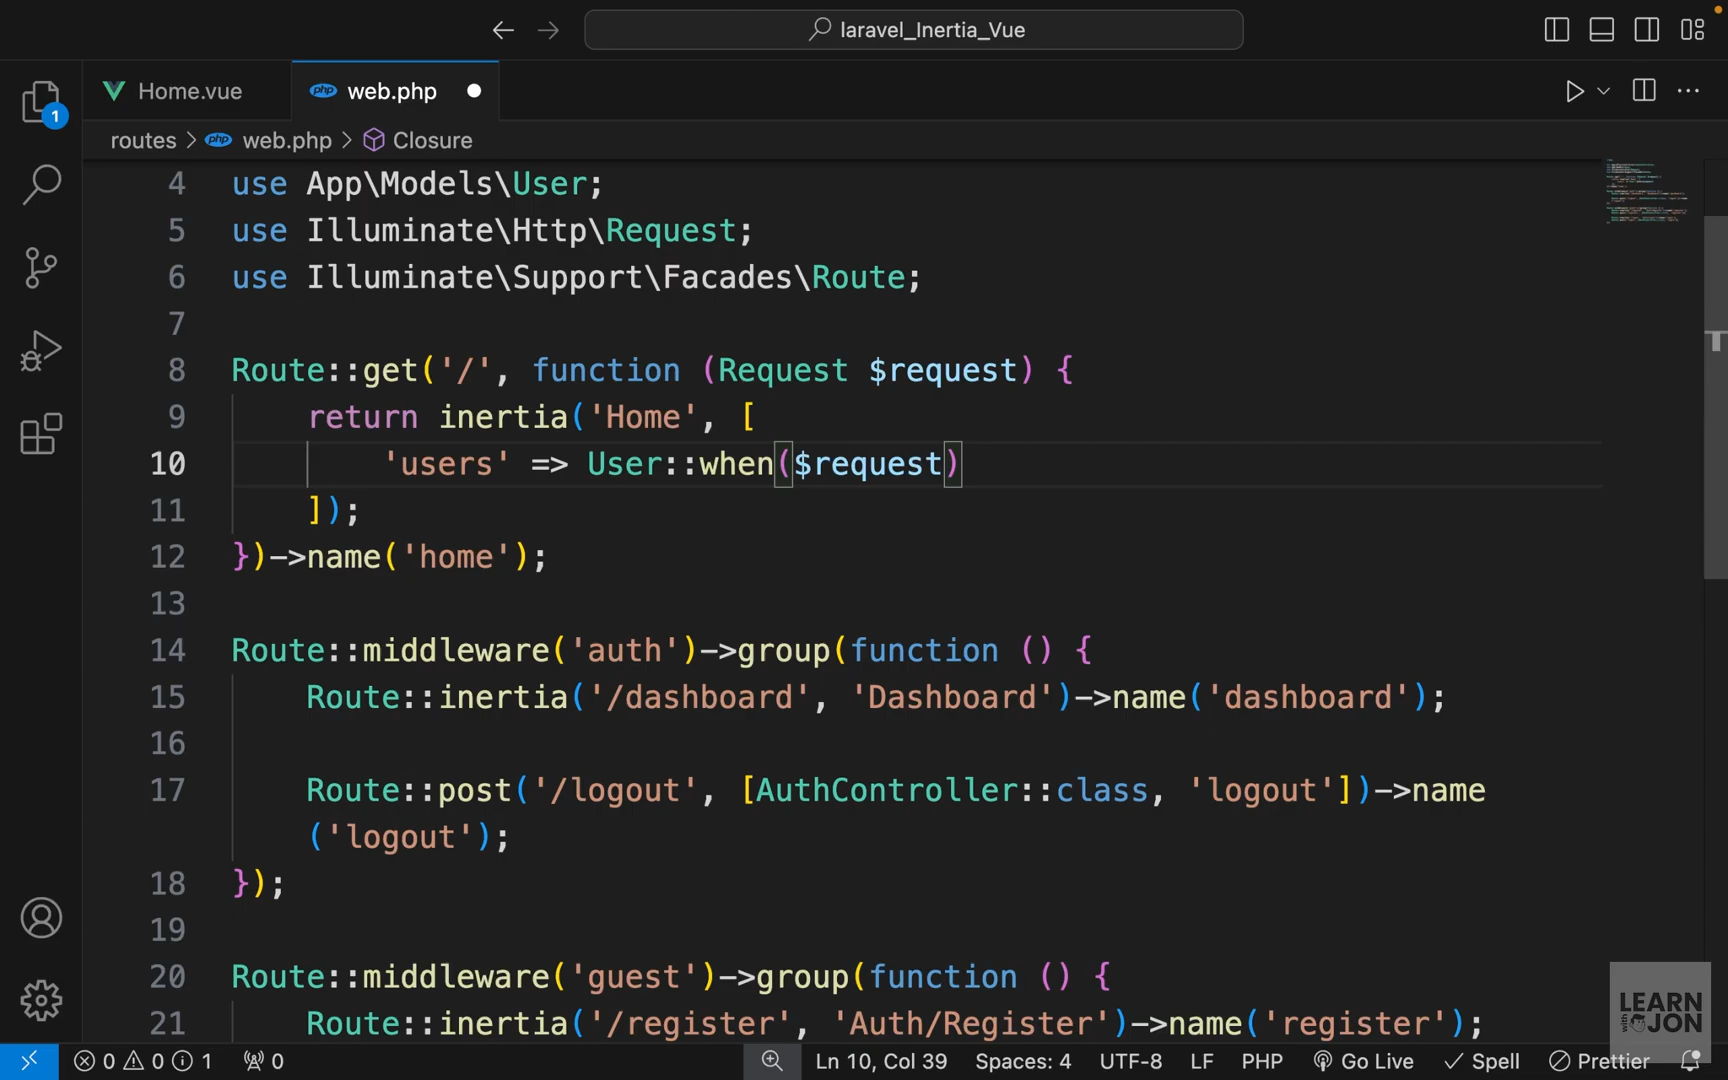 laravel_Inertia_Vue
1
Home.vue
php web.php
routes > php web.php > Closure
4 use App\Models\User;
5 use Illuminate\Http\Request;
6 use Illuminate\Support\Facades\Route;
7
8 Route::get('/', function (Request $request) {
9 return inertia('Home', [
10 'users' => User::when($request)
11 ]);
12 })->name('home');
13
14 Route::middleware('auth')->group(function () {
15 Route::inertia('/dashboard', 'Dashboard')->name('dashboard');
16
17 Route::post('/logout', [AuthController::class, 'logout'])->name
('logout');
18 });
19
20 Route::middleware('guest')->group(function () {
21 Route::inertia('/register', 'Auth/Register')->name('register');
LEARN
with JON
0 0 1 0 Ln 10, Col 39 Spaces: 4 UTF-8 LF PHP Go Live Spell Prettier